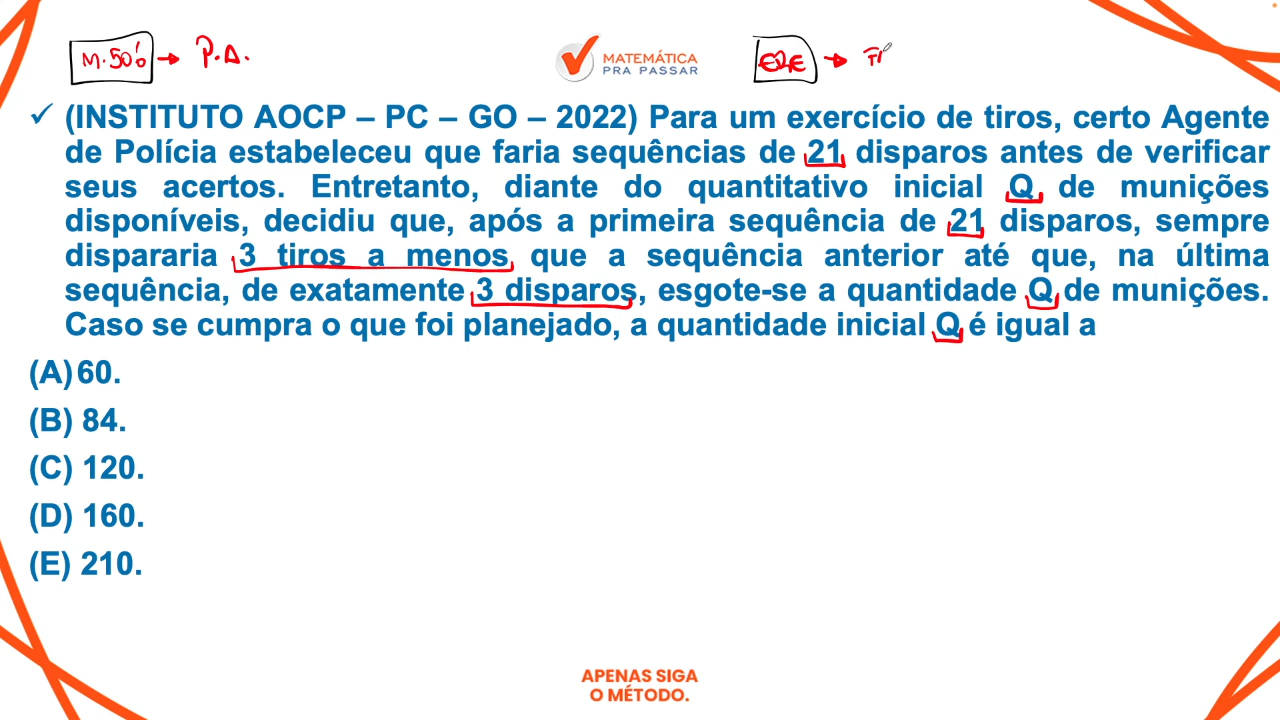 M.50% → P.A.
MATEMÁTICA
PRA PASSAR
✓ (INSTITUTO AOCP – PC – GO – 2022) Para um exercício de tiros, certo Agente
de Polícia estabeleceu que faria sequências de 21 disparos antes de verificar
seus acertos. Entretanto, diante do quantitativo inicial Q de munições
disponíveis, decidiu que, após a primeira sequência de 21 disparos, sempre
dispararia 3 tiros a menos que a sequência anterior até que, na última
sequência, de exatamente 3 disparos, esgote-se a quantidade Q de munições.
Caso se cumpra o que foi planejado, a quantidade inicial Q é igual a
(A) 60.
(B) 84.
(C) 120.
(D) 160.
(E) 210.
APENAS SIGA
O MÉTODO.